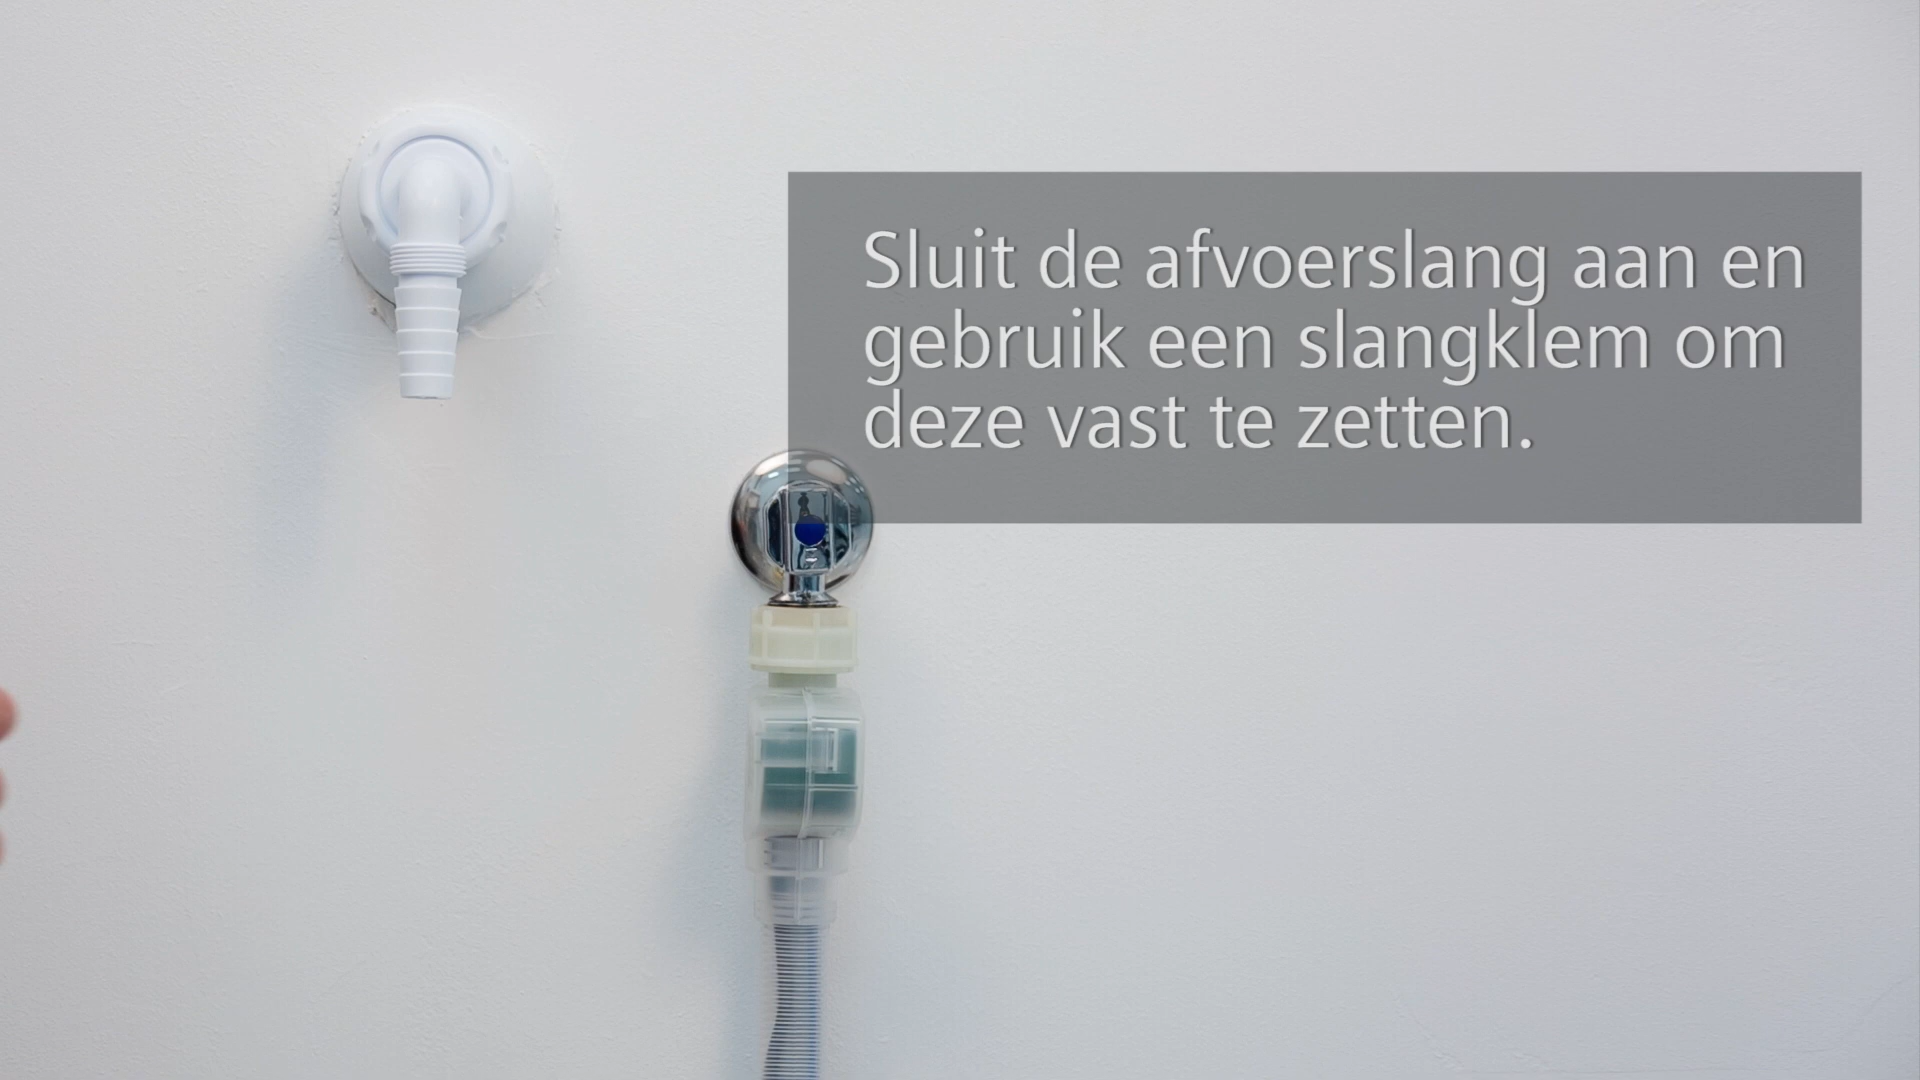 Sluit de afvoerslang aan en
gebruik een slangklem om
deze vast te zetten.